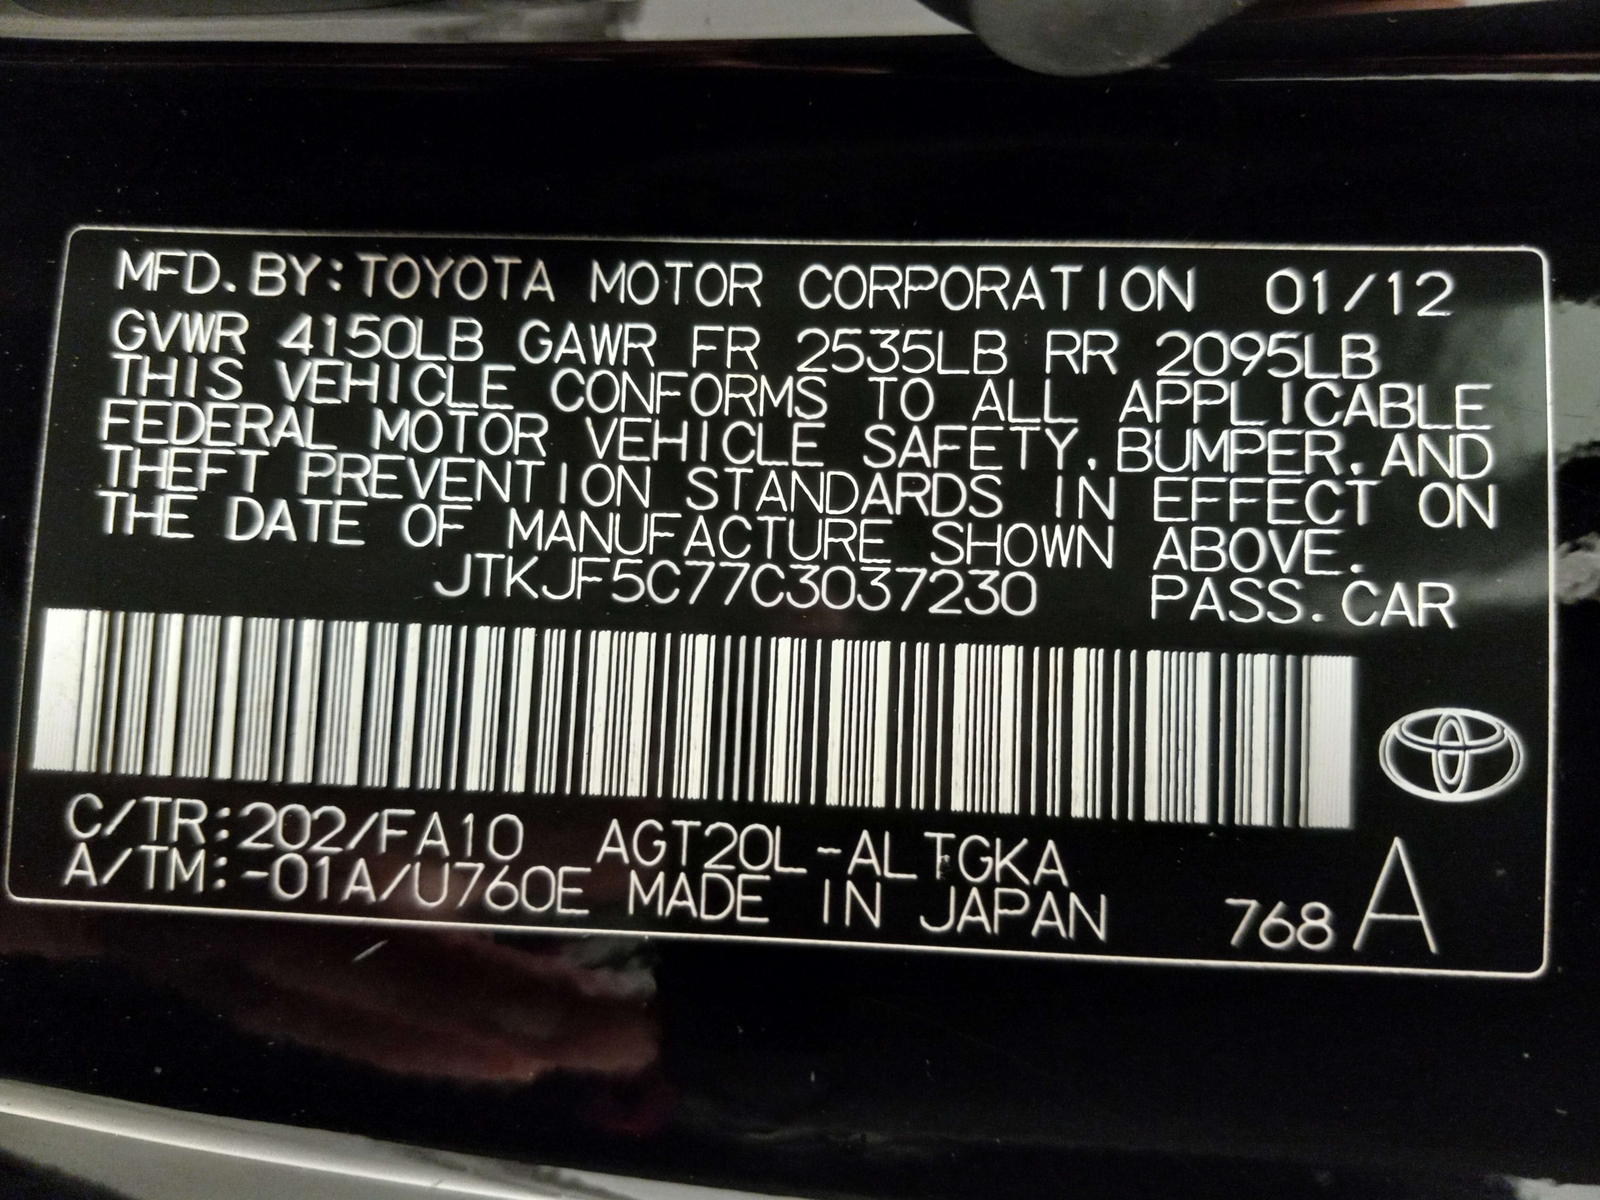 MFD. BY: TOYOTA MOTOR CORPORATION 01/12
GVWR 4150LB GAWR FR 2535LB RR 2095LB
THIS VEHICLE CONFORMS TO ALL APPLICABLE
FEDERAL MOTOR VEHICLE SAFETY, BUMPER, AND
THEFT PREVENTION STANDARDS IN EFFECT ON
THE DATE OF MANUFACTURE SHOWN ABOVE.
JTKJF5C77C3037230 PASS. CAR
C/TR:202/FA10 AGT20L-ALTGKA
A/TM:-01A/U760E MADE IN JAPAN 768 A